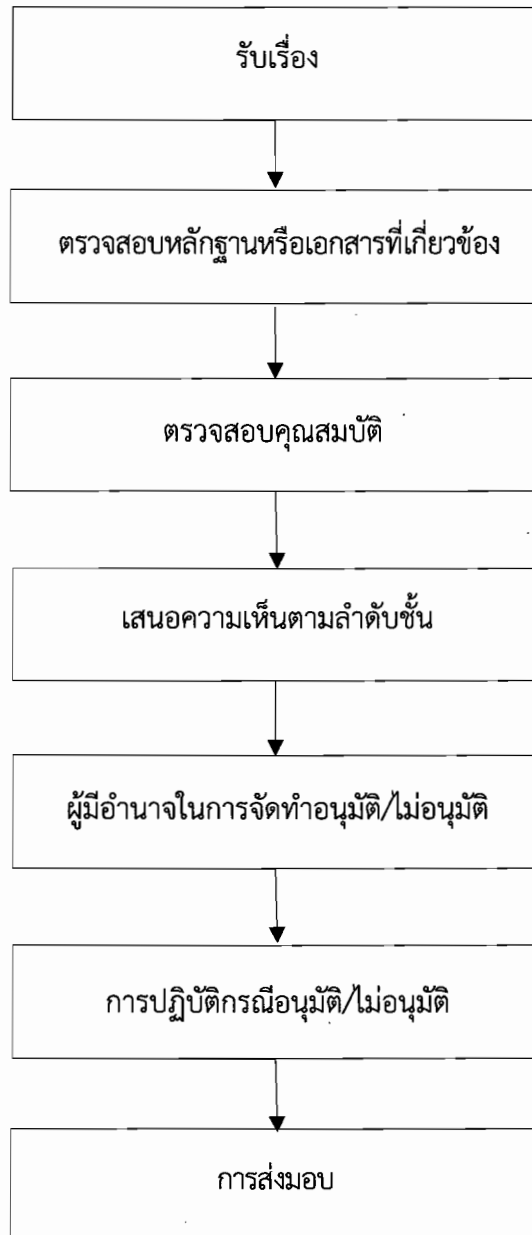 รับเรื่อง
ตรวจสอบหลักฐานหรือเอกสารที่เกี่ยวข้อง
ตรวจสอบคุณสมบัติ
เสนอความเห็นตามลำดับชั้น
ผู้มีอำนาจในการจัดทำอนุมัติ/ไม่อนุมัติ
การปฏิบัติกรณีอนุมัติ/ไม่อนุมัติ
การส่งมอบ